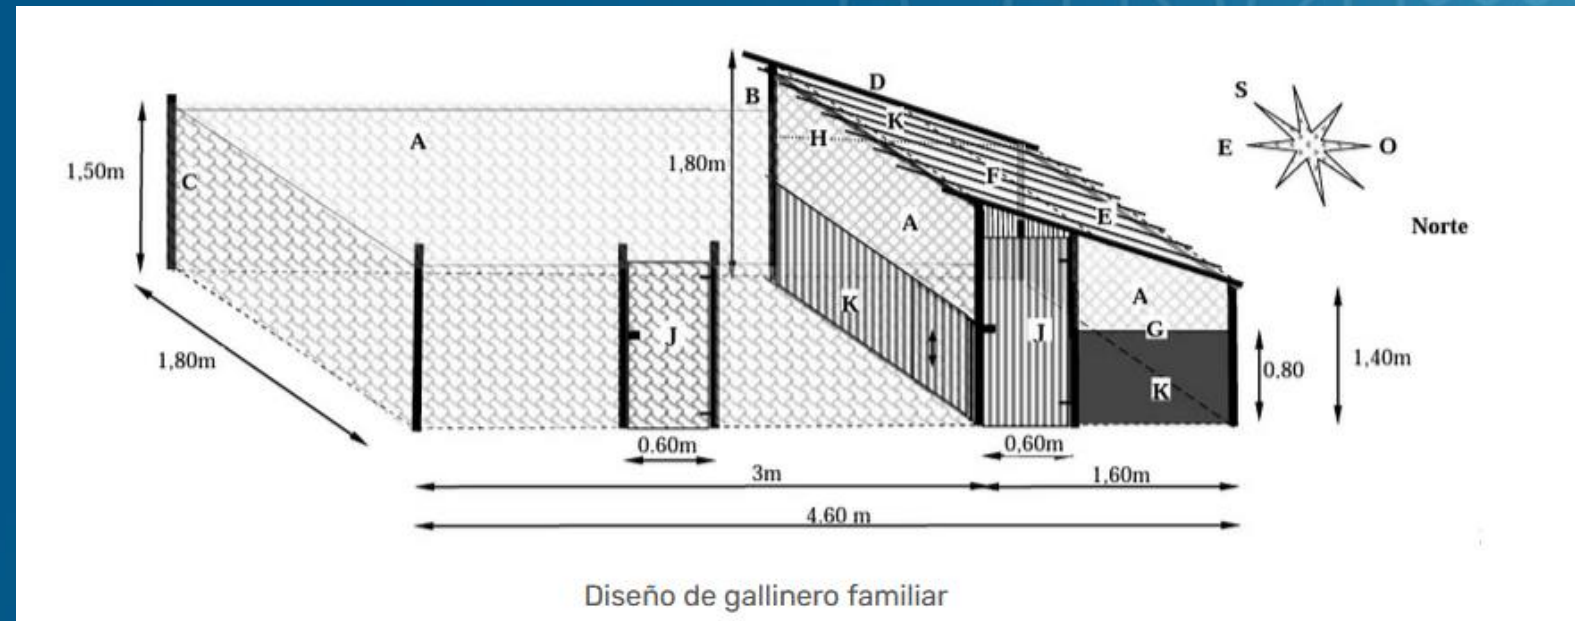 D
S
B
K
A
H
E
O
1,50m
1,80m
C
F
E
A
Norte
A
K
G
J
J
1,80m
0,80
1,40m
K
0.60m
0,60m
3m
1,60m
4.60 m
Diseño de gallinero familiar